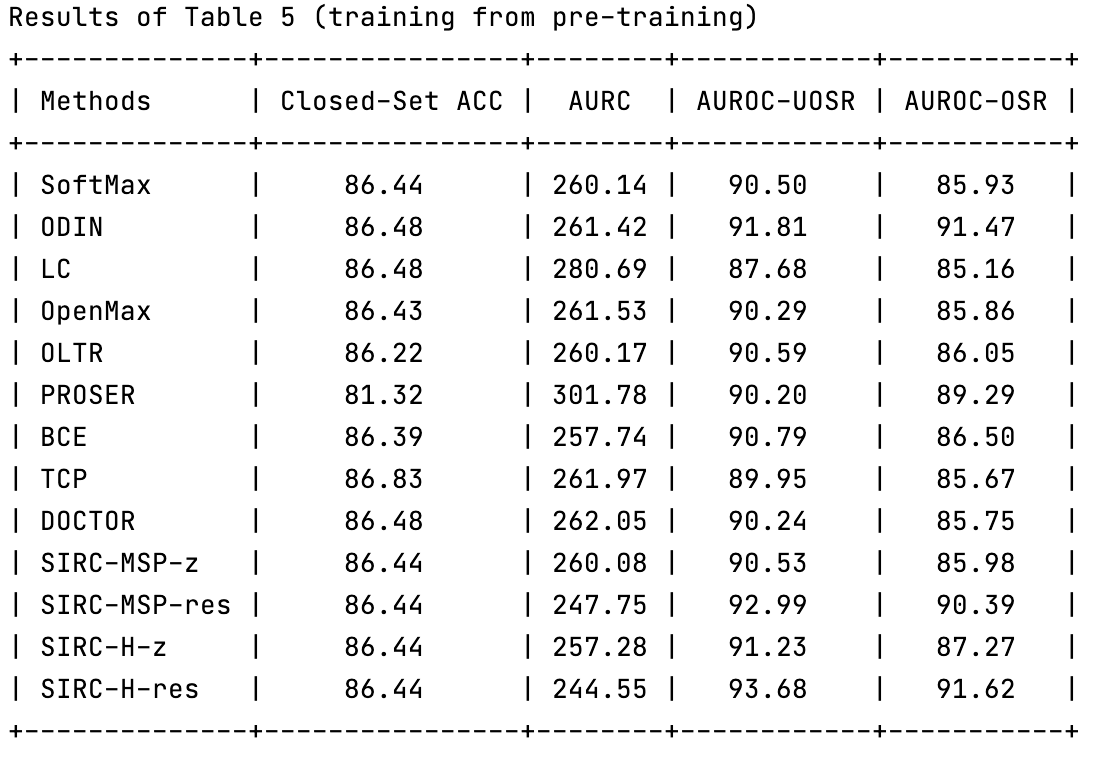 Results of Table 5 (training from pre-training)
+--------------+----------------+--------+------------+-----------+
| Methods      | Closed-Set ACC |  AURC  | AUROC-UOSR | AUROC-OSR |
+--------------+----------------+--------+------------+-----------+
| SoftMax      |     86.44      | 260.14 |   90.50    |   85.93   |
| ODIN         |     86.48      | 261.42 |   91.81    |   91.47   |
| LC           |     86.48      | 280.69 |   87.68    |   85.16   |
| OpenMax      |     86.43      | 261.53 |   90.29    |   85.86   |
| OLTR         |     86.22      | 260.17 |   90.59    |   86.05   |
| PROSER       |     81.32      | 301.78 |   90.20    |   89.29   |
| BCE          |     86.39      | 257.74 |   90.79    |   86.50   |
| TCP          |     86.83      | 261.97 |   89.95    |   85.67   |
| DOCTOR       |     86.48      | 262.05 |   90.24    |   85.75   |
| SIRC-MSP-z   |     86.44      | 260.08 |   90.53    |   85.98   |
| SIRC-MSP-res |     86.44      | 247.75 |   92.99    |   90.39   |
| SIRC-H-z     |     86.44      | 257.28 |   91.23    |   87.27   |
| SIRC-H-res   |     86.44      | 244.55 |   93.68    |   91.62   |
+--------------+----------------+--------+------------+-----------+